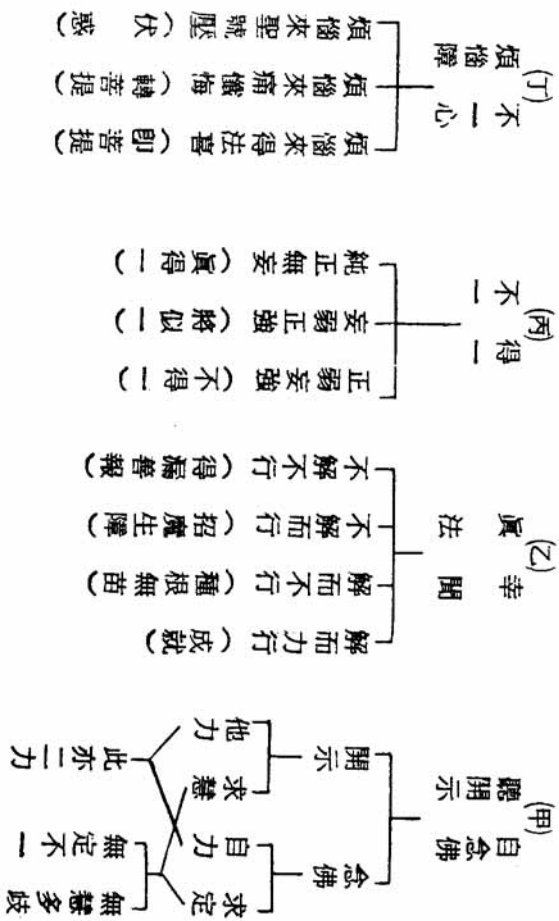 (甲)
自念佛
聽開示
念佛
開示
求定
自力
求慧
他力
無慧多歧
無定不一
此亦二力
(乙)
幸聞
眞法
解而力行(成就)
解而不行(種根無苗)
不解而行(招魔生障)
不解不行(得漏善報)
(丙)
得一
不一
正弱妄強(不得一)
妄弱正強(將似一)
純正無妄(眞得一)
(丁)
不一心
煩惱障
煩惱來得法喜(即菩提)
煩惱來痛懺悔(轉菩提)
煩惱來聖號壓(伏惑)